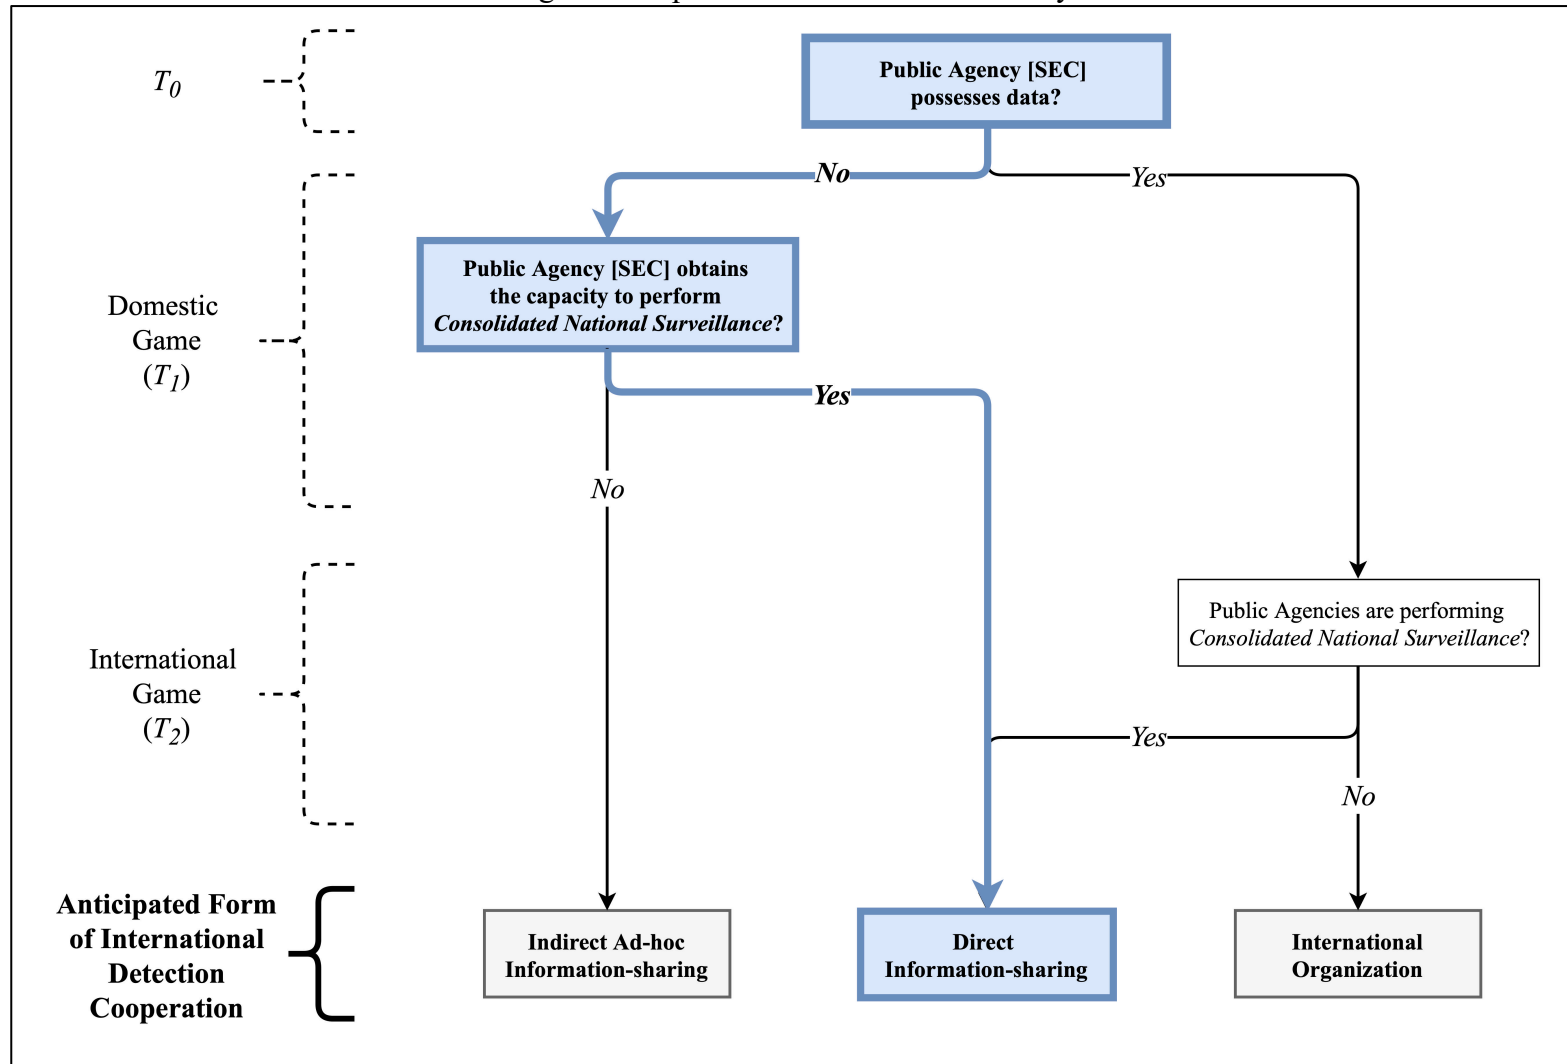 T0
Public Agency [SEC]
possesses data?
No
Yes
Domestic
Game
(T1)
Public Agency [SEC] obtains
the capacity to perform
Consolidated National Surveillance?
Yes
No
International
Game
(T2)
Public Agencies are performing
Consolidated National Surveillance?
Yes
No
Anticipated Form
of International
Detection
Cooperation
Indirect Ad-hoc
Information-sharing
Direct
Information-sharing
International
Organization